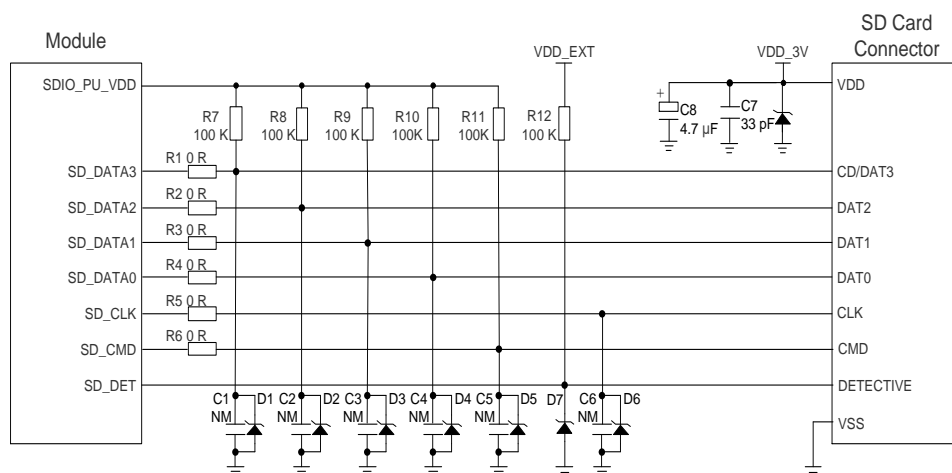 Module
SD Card
Connector
VDD_EXT
VDD_3V
SDIO_PU_VDD
VDD
R7
100 K
R8
100 K
R9
100 K
R10
100K
R11
100K
R12
100 K
+
C8
4.7 µF
C7
33 pF
R1 0 R
SD_DATA3
CD/DAT3
R2 0 R
SD_DATA2
DAT2
R3 0 R
SD_DATA1
DAT1
R4 0 R
SD_DATA0
DAT0
R5 0 R
SD_CLK
CLK
R6 0 R
SD_CMD
CMD
SD_DET
DETECTIVE
C1
NM
D1
C2
NM
D2
C3
NM
D3
C4
NM
D4
C5
NM
D5
D7
C6
NM
D6
VSS